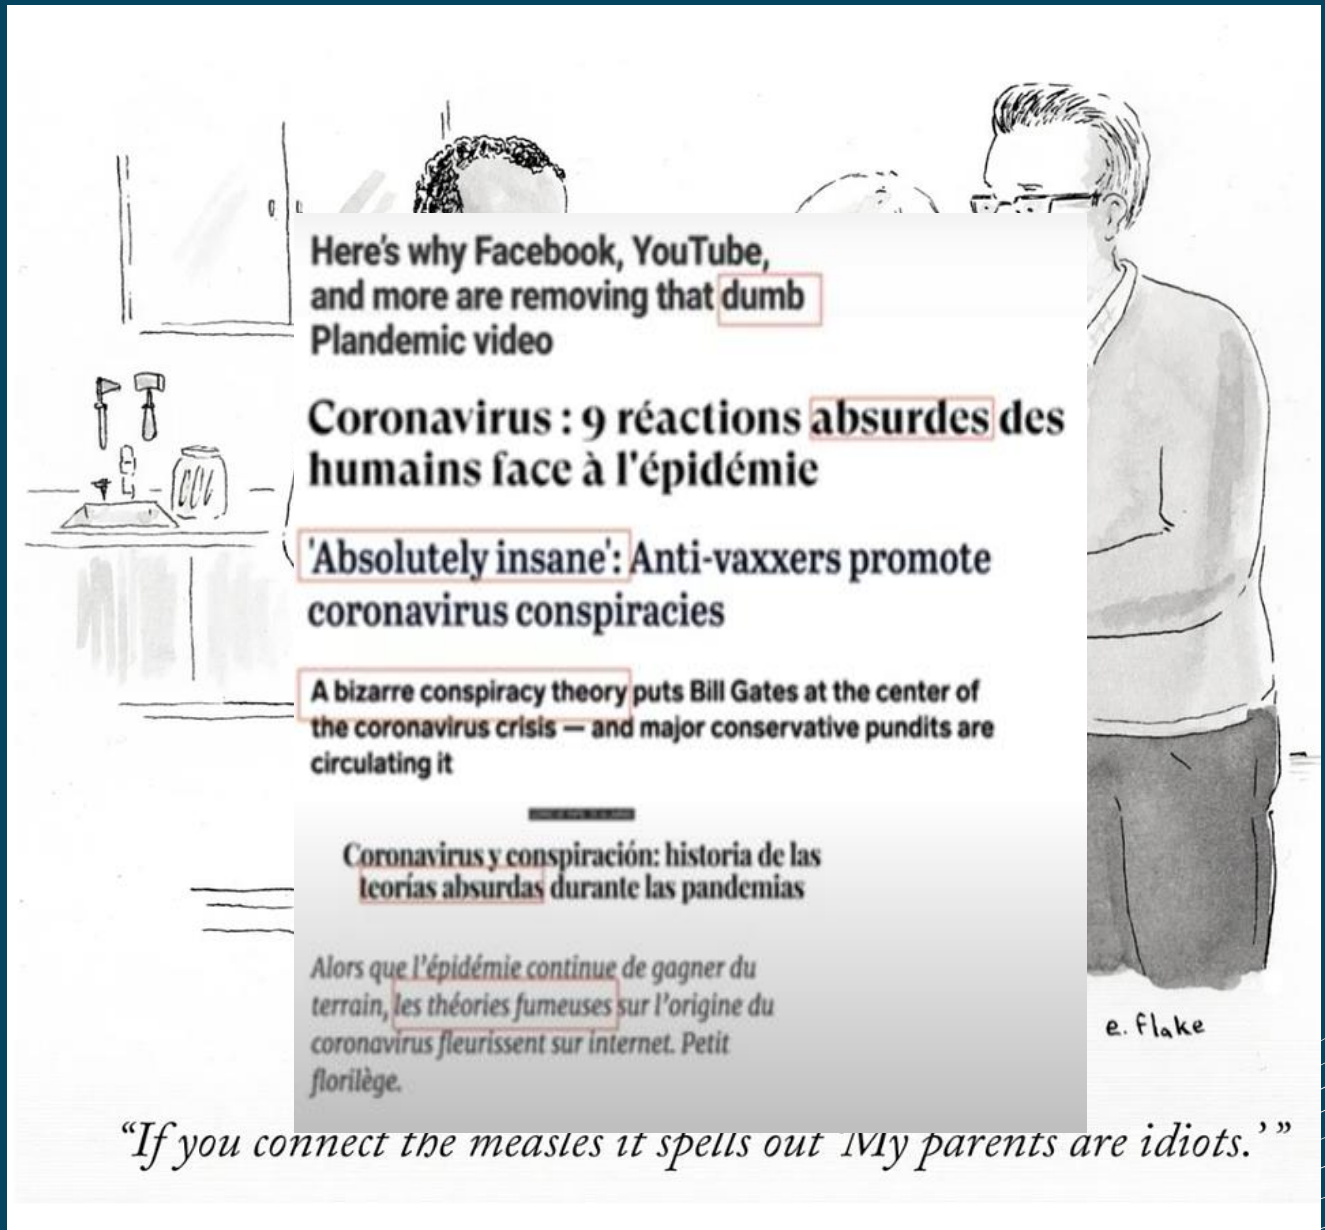 Here's why Facebook, YouTube,
and more are removing that dumb
Plandemic video
Coronavirus : 9 réactions absurdes des
humains face à l'épidémie
'Absolutely insane': Anti-vaxxers promote
coronavirus conspiracies
A bizarre conspiracy theory puts Bill Gates at the center of
the coronavirus crisis — and major conservative pundits are
circulating it
Coronavirus y conspiración: historia de las
teorías absurdas durante las pandemias
Alors que l'épidémie continue de gagner du
terrain, les théories fumeuses sur l'origine du
coronavirus fleurissent sur internet. Petit
florilège.
e. flake
“If you connect the measles it spells out ‘My parents are idiots.’”